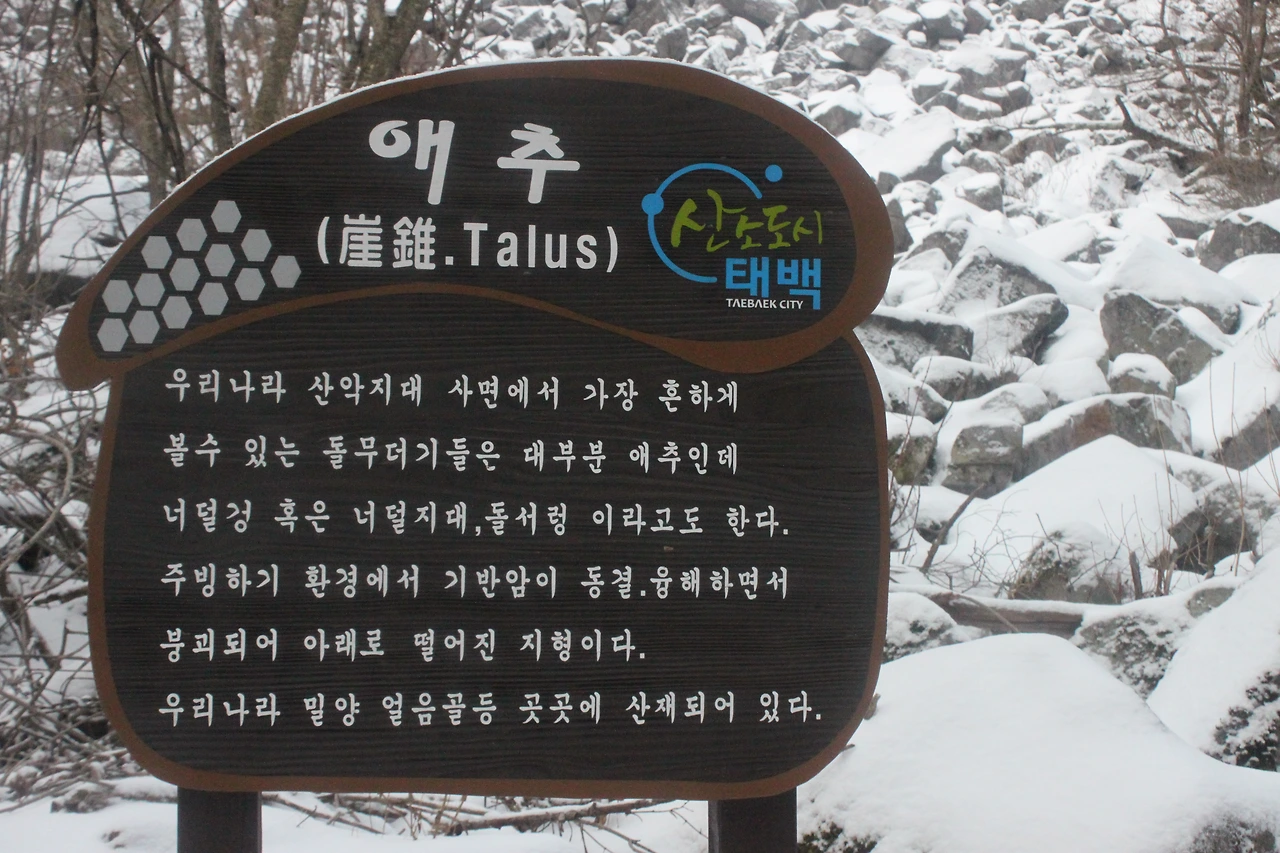 애추
(崖錐.Talus)
산소도시
태백
TAEBAEK CITY
우리나라 산악지대 사면에서 가장 흔하게
볼수 있는 돌무더기들은 대부분 애추인데
너덜겅 혹은 너덜지대,돌서렁 이라고도 한다.
주빙하기 환경에서 기반암이 동결.융해하면서
붕괴되어 아래로 떨어진 지형이다.
우리나라 밀양 얼음골등 곳곳에 산재되어 있다.